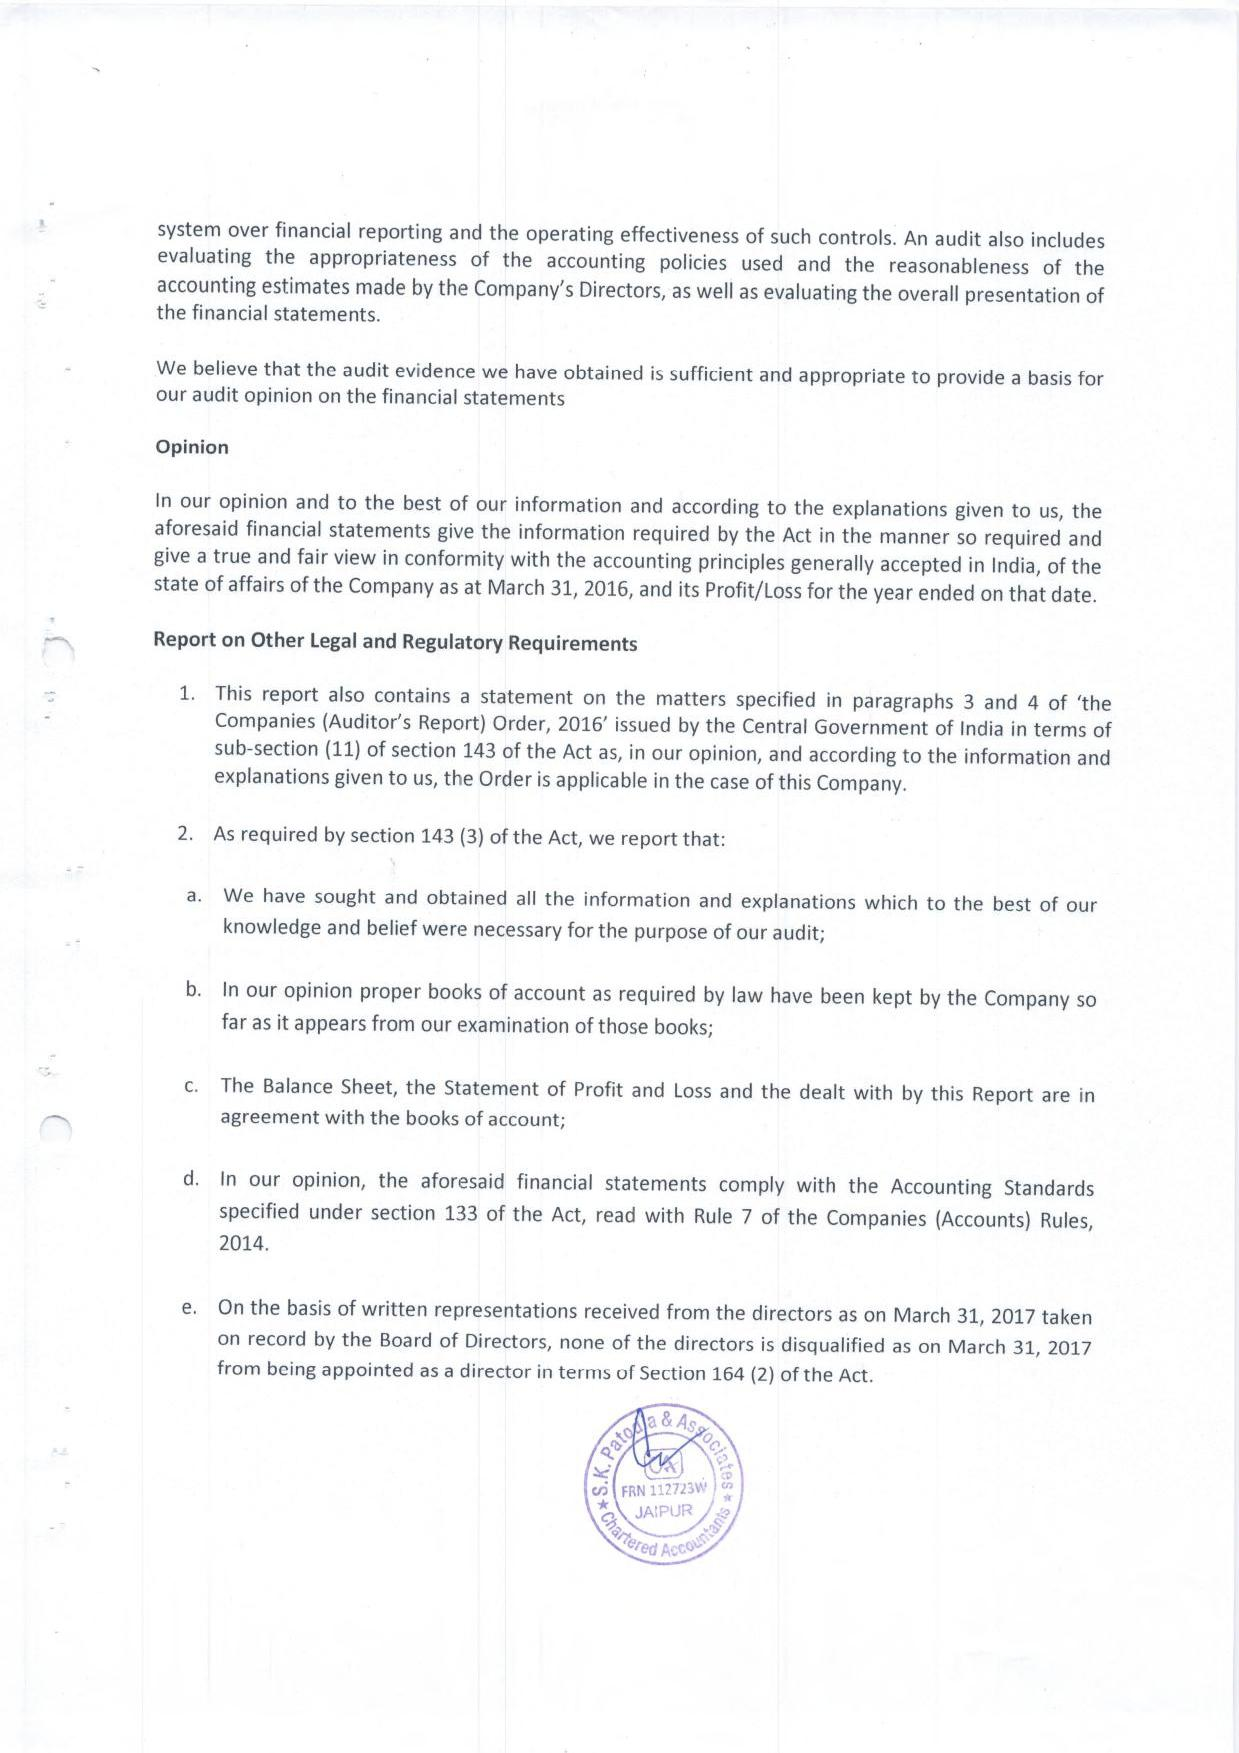 system over financial reporting and the operating effectiveness of such controls. An audit also includes
evaluating the appropriateness of the accounting policies used and the reasonableness of the
accounting estimates made by the Company's Directors, as well as evaluating the overall presentation of
the financial statements.
We believe that the audit evidence we have obtained is sufficient and appropriate to provide a basis for
our audit opinion on the financial statements
Opinion
In our opinion and to the best of our information and according to the explanations given to us, the
aforesaid financial statements give the information required by the Act in the manner so required and
give a true and fair view in conformity with the accounting principles generally accepted in India, of the
state of affairs of the Company as at March 31, 2016, and its Profit/Loss for the year ended on that date.
Report on Other Legal and Regulatory Requirements
1. This report also contains a statement on the matters specified in paragraphs 3 and 4 of 'the
Companies (Auditor's Report) Order, 2016' issued by the Central Government of India in terms of
sub-section (11) of section 143 of the Act as, in our opinion, and according to the information and
explanations given to us, the Order is applicable in the case of this Company.
2. As required by section 143 (3) of the Act, we report that:
a. We have sought and obtained all the information and explanations which to the best of our
knowledge and belief were necessary for the purpose of our audit;
b. In our opinion proper books of account as required by law have been kept by the Company so
far as it appears from our examination of those books;
c. The Balance Sheet, the Statement of Profit and Loss and the dealt with by this Report are in
agreement with the books of account;
d. In our opinion, the aforesaid financial statements comply with the Accounting Standards
specified under section 133 of the Act, read with Rule 7 of the Companies (Accounts) Rules,
2014.
e. On the basis of written representations received from the directors as on March 31, 2017 taken
on record by the Board of Directors, none of the directors is disqualified as on March 31, 2017
from being appointed as a director in terms of Section 164 (2) of the Act.
S.K. Patodia & Associates
FRN 112723W
JAIPUR
★ Chartered Accountants ★